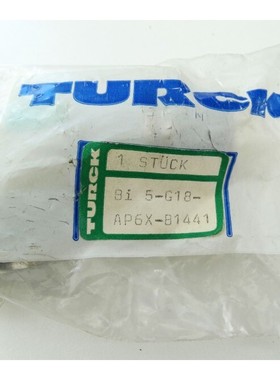 TURCK
TURCK
1 STÜCK
Bi 5-G18-
AP6X-B1441